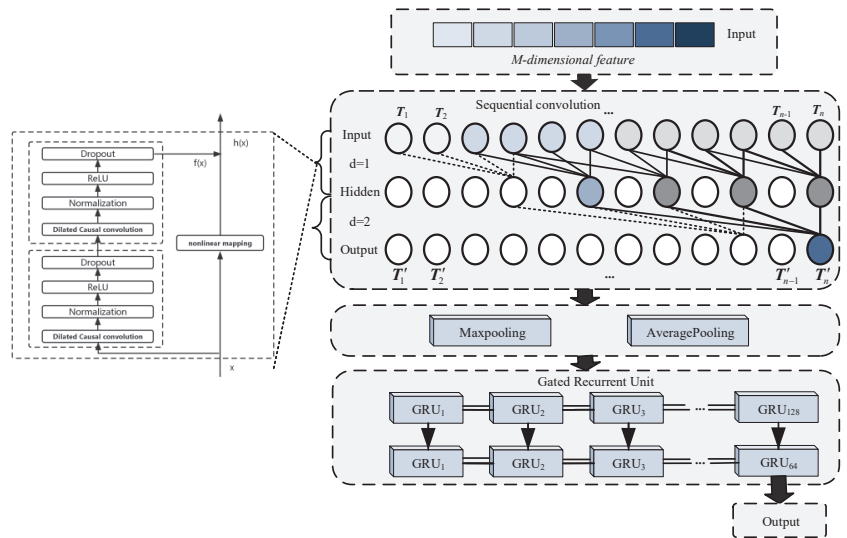 Input
M-dimensional feature
Sequential convolution
T1 T2 ... Tn-1 Tn
Input
d=1
Hidden
d=2
Output
T′1 T′2 ... T′n−1 T′n
h(x)
f(x)
Dropout
ReLU
Normalization
Dilated Causal convolution
nonlinear mapping
Dropout
ReLU
Normalization
Dilated Causal convolution
x
Maxpooling AveragePooling
Gated Recurrent Unit
GRU1 GRU2 GRU3 ... GRU128
GRU1 GRU2 GRU3 ... GRU64
Output